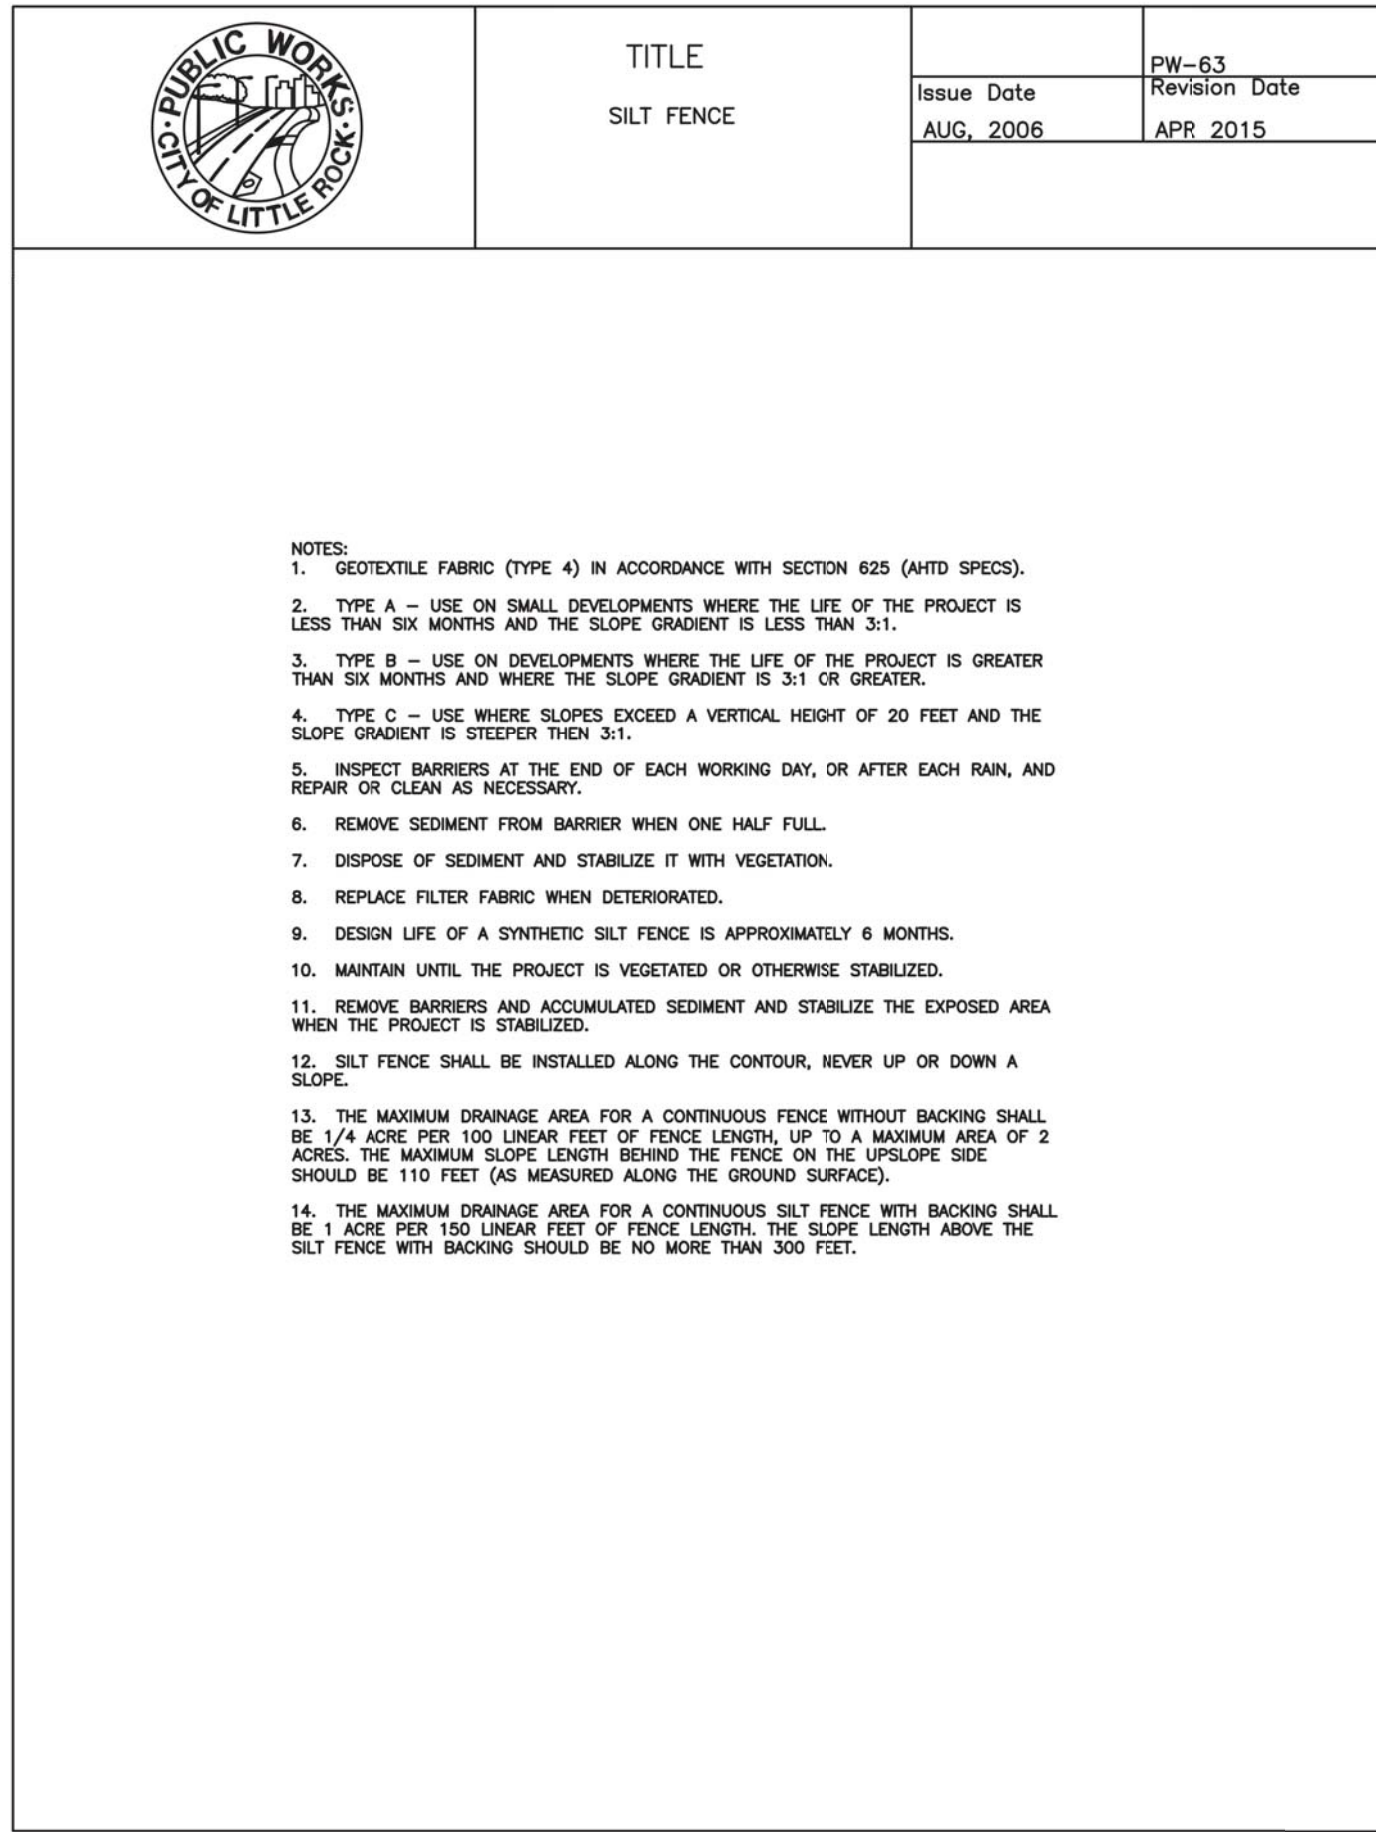 PUBLIC WORKS
CITY OF LITTLE ROCK
TITLE
SILT FENCE
PW-63
Issue Date
AUG, 2006
Revision Date
APR 2015
NOTES:
1. GEOTEXTILE FABRIC (TYPE 4) IN ACCORDANCE WITH SECTION 625 (AHTD SPECS).
2. TYPE A – USE ON SMALL DEVELOPMENTS WHERE THE LIFE OF THE PROJECT IS
LESS THAN SIX MONTHS AND THE SLOPE GRADIENT IS LESS THAN 3:1.
3. TYPE B – USE ON DEVELOPMENTS WHERE THE LIFE OF THE PROJECT IS GREATER
THAN SIX MONTHS AND WHERE THE SLOPE GRADIENT IS 3:1 OR GREATER.
4. TYPE C – USE WHERE SLOPES EXCEED A VERTICAL HEIGHT OF 20 FEET AND THE
SLOPE GRADIENT IS STEEPER THEN 3:1.
5. INSPECT BARRIERS AT THE END OF EACH WORKING DAY, OR AFTER EACH RAIN, AND
REPAIR OR CLEAN AS NECESSARY.
6. REMOVE SEDIMENT FROM BARRIER WHEN ONE HALF FULL.
7. DISPOSE OF SEDIMENT AND STABILIZE IT WITH VEGETATION.
8. REPLACE FILTER FABRIC WHEN DETERIORATED.
9. DESIGN LIFE OF A SYNTHETIC SILT FENCE IS APPROXIMATELY 6 MONTHS.
10. MAINTAIN UNTIL THE PROJECT IS VEGETATED OR OTHERWISE STABILIZED.
11. REMOVE BARRIERS AND ACCUMULATED SEDIMENT AND STABILIZE THE EXPOSED AREA
WHEN THE PROJECT IS STABILIZED.
12. SILT FENCE SHALL BE INSTALLED ALONG THE CONTOUR, NEVER UP OR DOWN A
SLOPE.
13. THE MAXIMUM DRAINAGE AREA FOR A CONTINUOUS FENCE WITHOUT BACKING SHALL
BE 1/4 ACRE PER 100 LINEAR FEET OF FENCE LENGTH, UP TO A MAXIMUM AREA OF 2
ACRES. THE MAXIMUM SLOPE LENGTH BEHIND THE FENCE ON THE UPSLOPE SIDE
SHOULD BE 110 FEET (AS MEASURED ALONG THE GROUND SURFACE).
14. THE MAXIMUM DRAINAGE AREA FOR A CONTINUOUS SILT FENCE WITH BACKING SHALL
BE 1 ACRE PER 150 LINEAR FEET OF FENCE LENGTH. THE SLOPE LENGTH ABOVE THE
SILT FENCE WITH BACKING SHOULD BE NO MORE THAN 300 FEET.